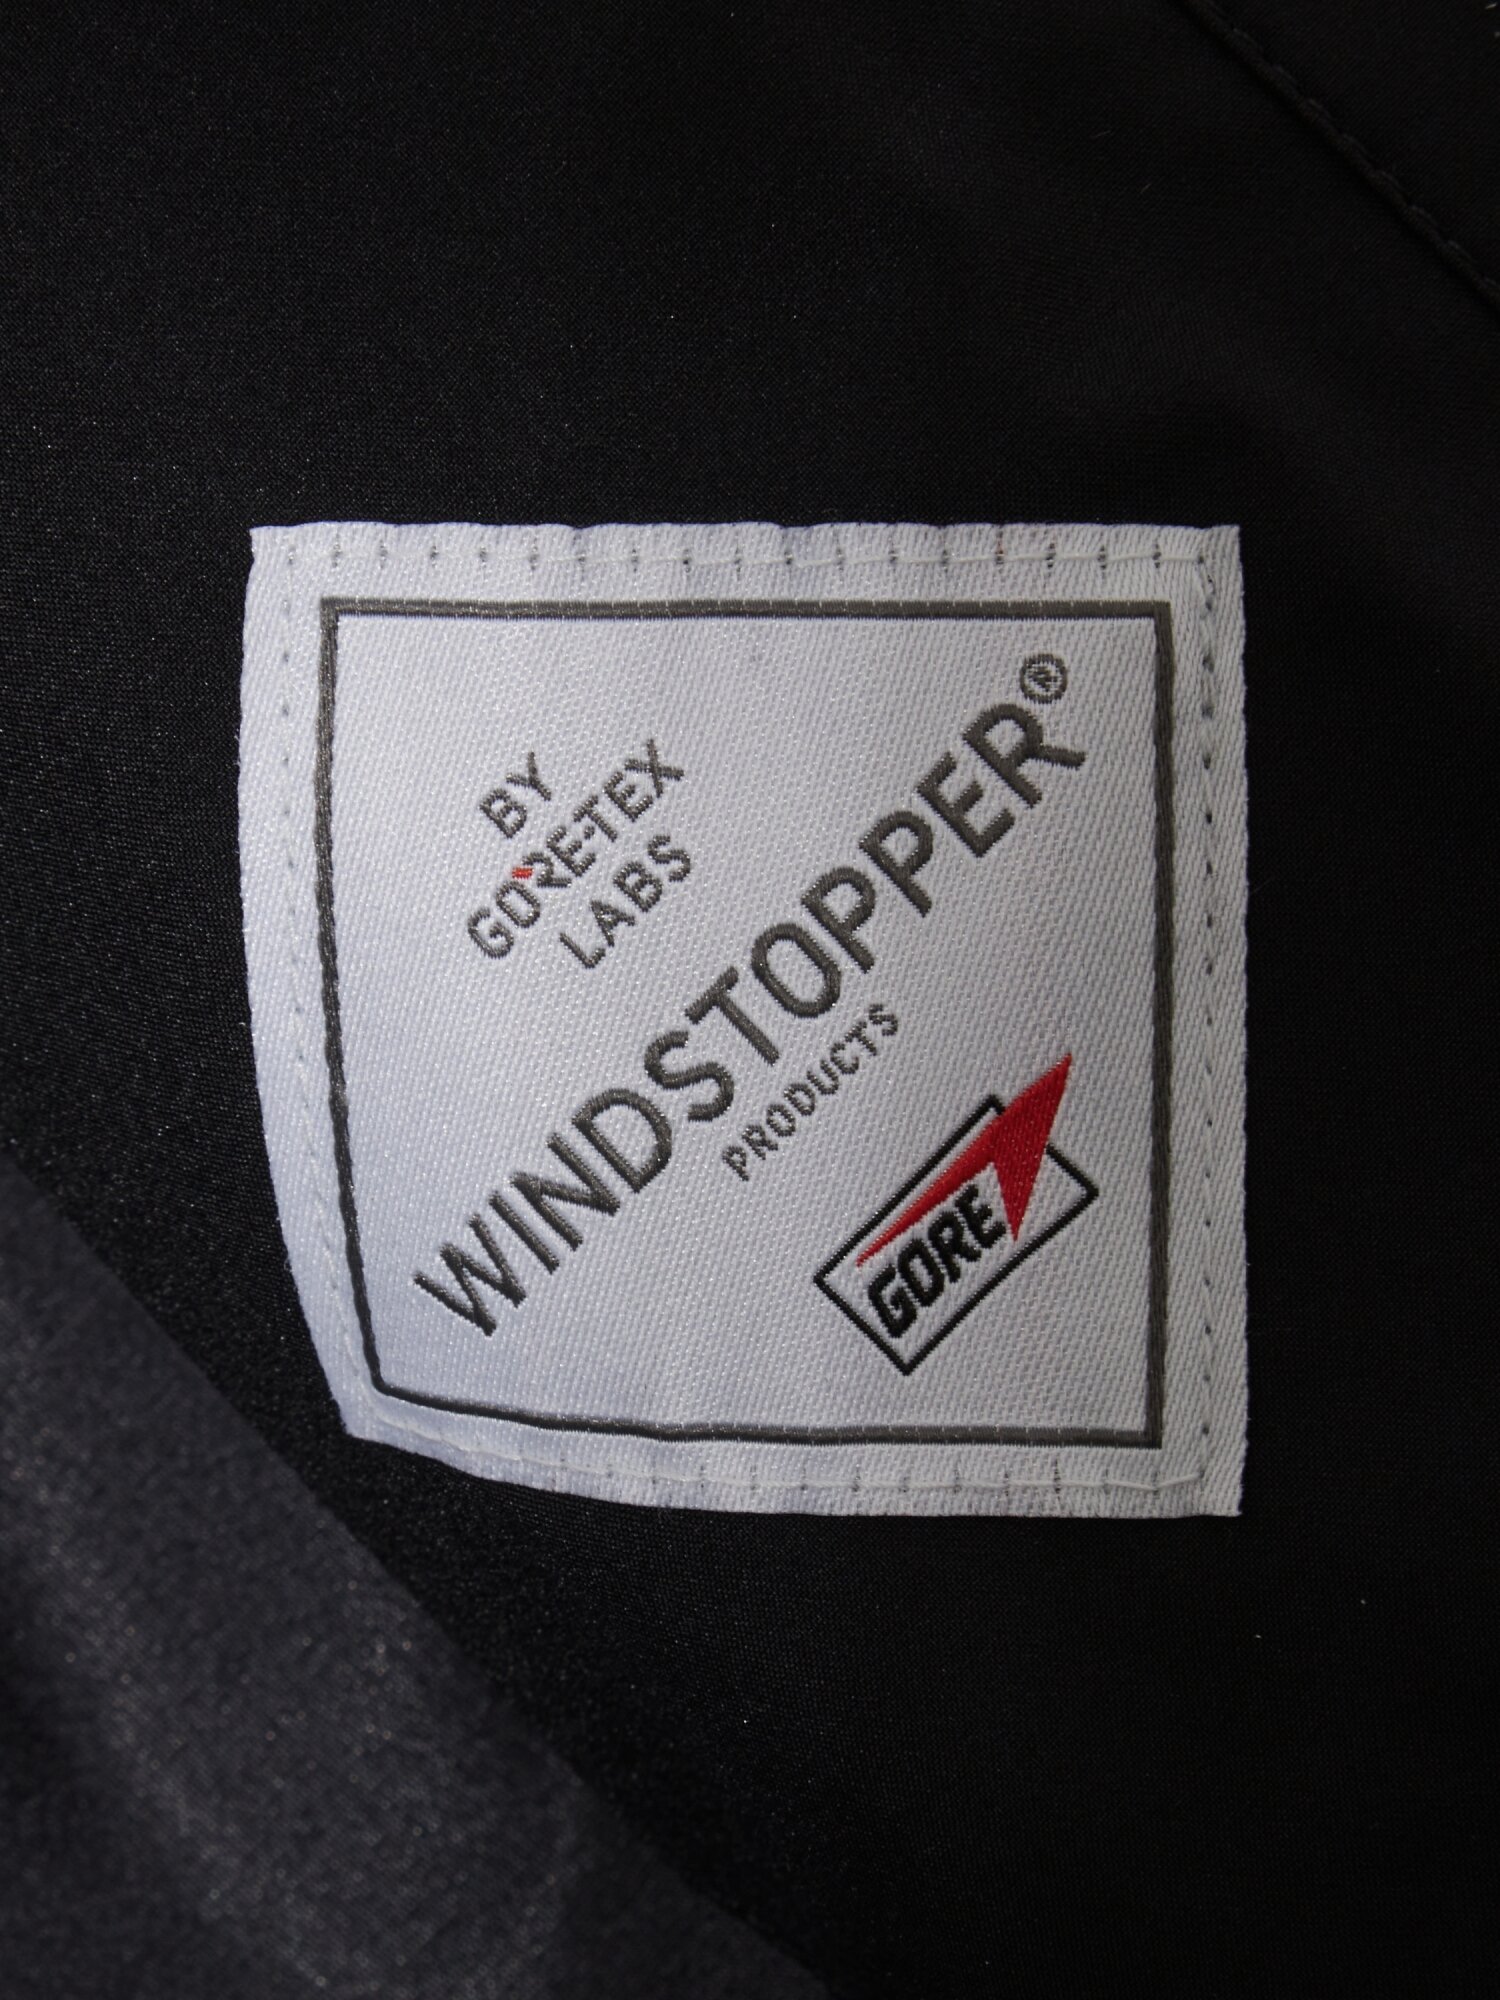 BY
GORE-TEX
LABS
WINDSTOPPER®
PRODUCTS
GORE